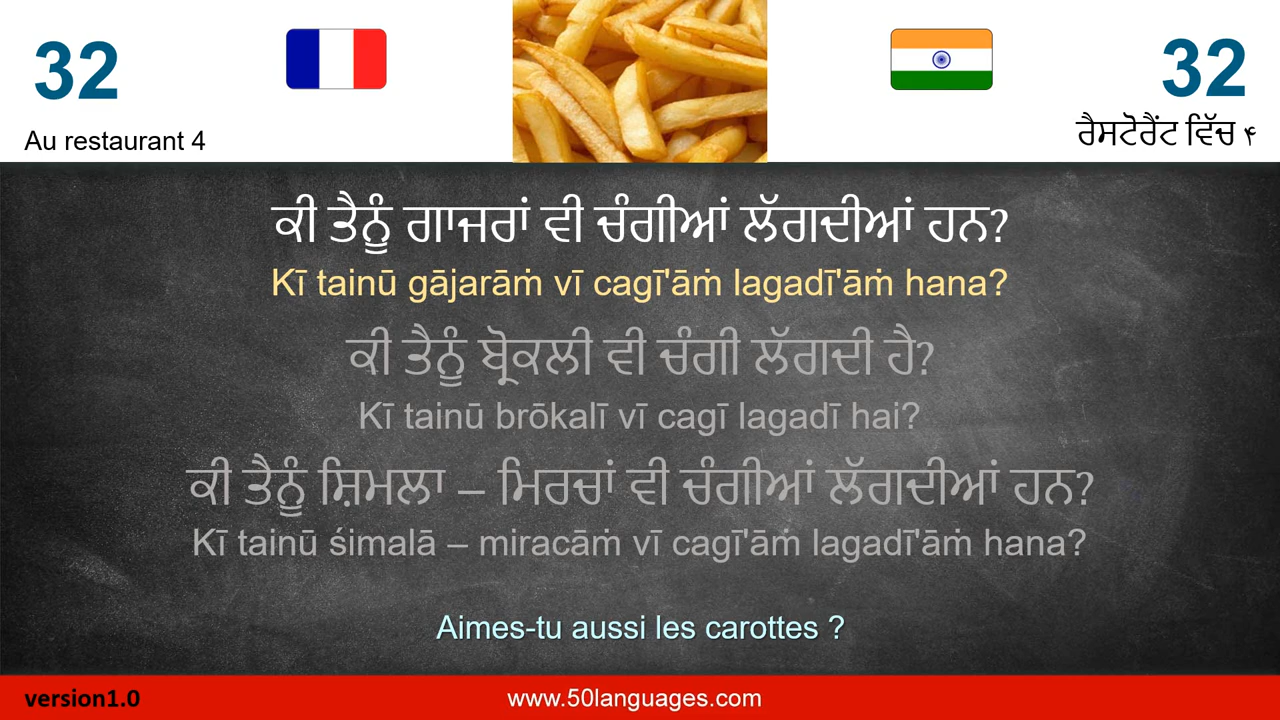 32
32
Au restaurant 4
ਰੈਸਟੋਰੈਂਟ ਵਿੱਚ ۴
ਕੀ ਤੈਨੂੰ ਗਾਜਰਾਂ ਵੀ ਚੰਗੀਆਂ ਲੱਗਦੀਆਂ ਹਨ?
Kī tainū gājarāṁ vī cagī'āṁ lagadī'āṁ hana?
ਕੀ ਤੈਨੂੰ ਬ੍ਰੋਕਲੀ ਵੀ ਚੰਗੀ ਲੱਗਦੀ ਹੈ?
Kī tainū brōkalī vī cagī lagadī hai?
ਕੀ ਤੈਨੂੰ ਸ਼ਿਮਲਾ – ਮਿਰਚਾਂ ਵੀ ਚੰਗੀਆਂ ਲੱਗਦੀਆਂ ਹਨ?
Kī tainū śimalā – miracāṁ vī cagī'āṁ lagadī'āṁ hana?
Aimes-tu aussi les carottes ?
version1.0
www.50languages.com